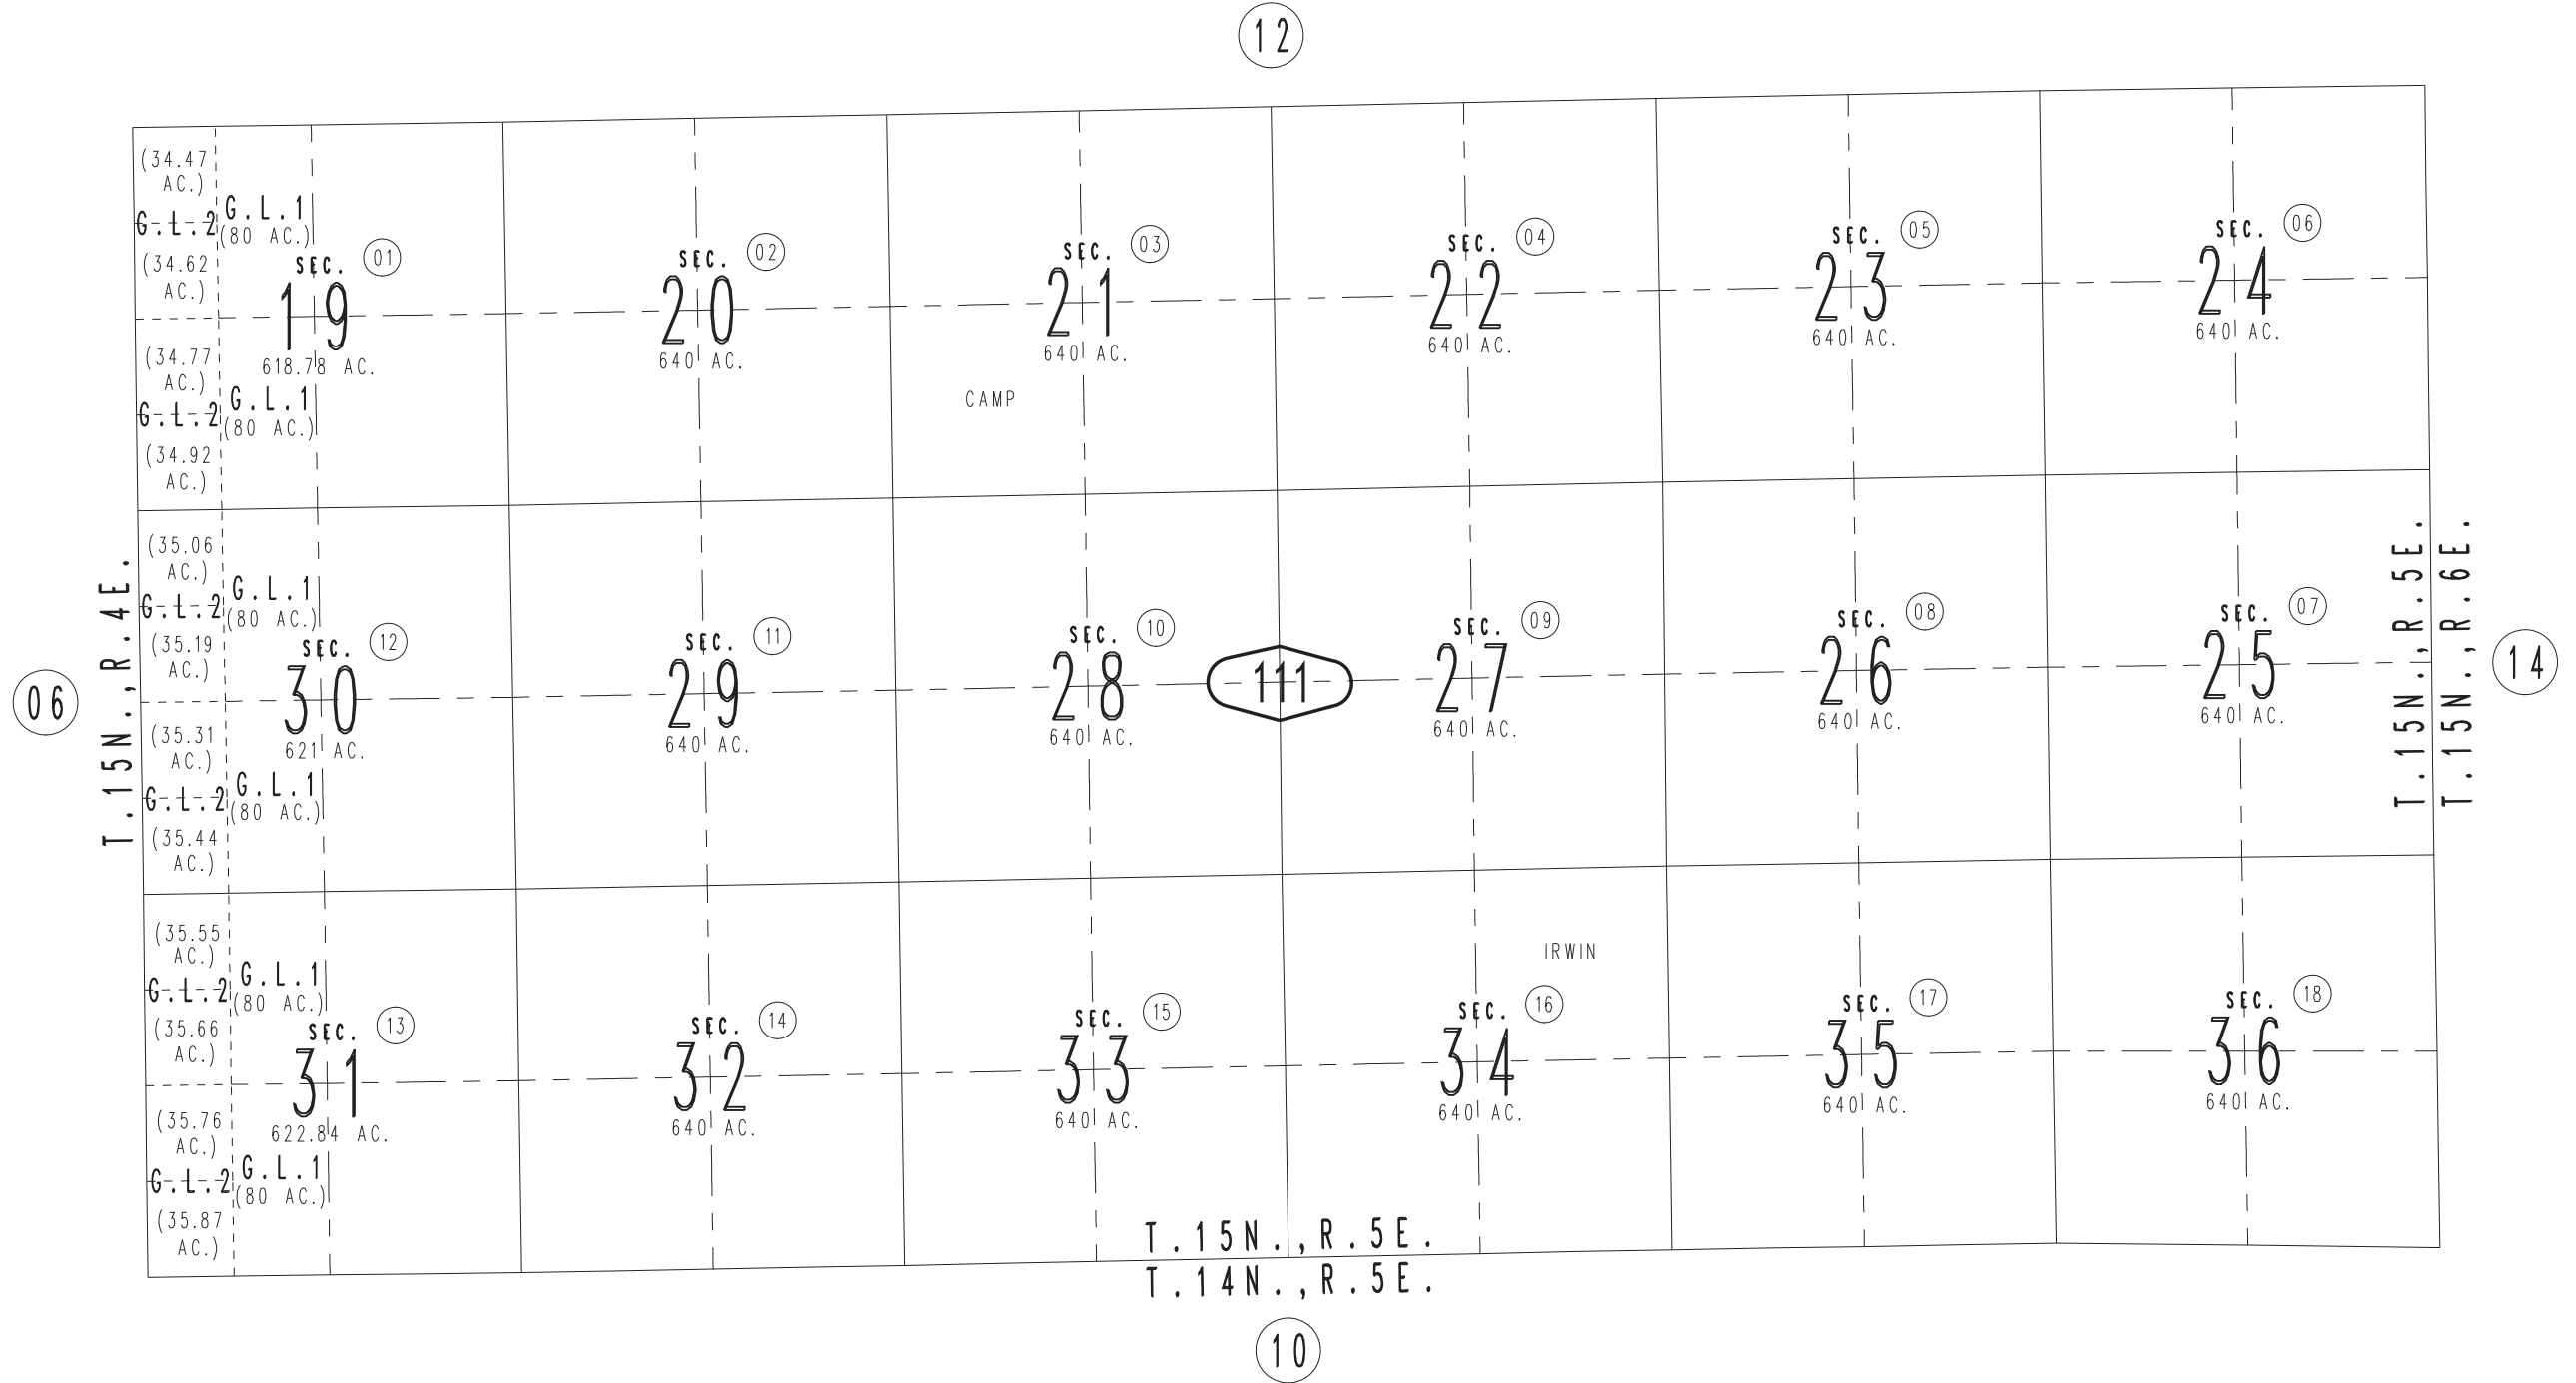 12
(34.47
AC.)
G.L.2
G.L.1
(80 AC.)
(34.62
AC.)
SEC.
01
19
618.78 AC.
(34.77
AC.)
G.L.2
G.L.1
(80 AC.)
(34.92
AC.)
SEC.
02
20
640 AC.
SEC.
03
21
640 AC.
CAMP
SEC.
04
22
640 AC.
SEC.
05
23
640 AC.
SEC.
06
24
640 AC.
06
T.15N.,R.4E.
(35.06
AC.)
G.L.2
G.L.1
(80 AC.)
(35.19
AC.)
SEC.
12
30
621 AC.
(35.31
AC.)
G.L.2
G.L.1
(80 AC.)
(35.44
AC.)
SEC.
11
29
640 AC.
SEC.
10
28
640 AC.
111
SEC.
09
27
640 AC.
SEC.
08
26
640 AC.
SEC.
07
25
640 AC.
T.15N.,R.5E.
T.15N.,R.6E.
14
(35.55
AC.)
G.L.2
G.L.1
(80 AC.)
(35.66
AC.)
SEC.
13
31
622.84 AC.
(35.76
AC.)
G.L.2
G.L.1
(80 AC.)
(35.87
AC.)
SEC.
14
32
640 AC.
SEC.
15
33
640 AC.
IRWIN
SEC.
16
34
640 AC.
SEC.
17
35
640 AC.
SEC.
18
36
640 AC.
T.15N.,R.5E.
T.14N.,R.5E.
10